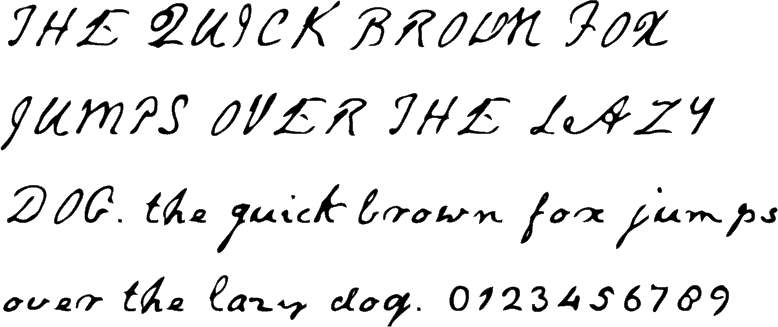 THE QUICK BROWN FOX
JUMPS OVER THE LAZY
DOG. the quick brown fox jumps
over the lazy dog. 0123456789